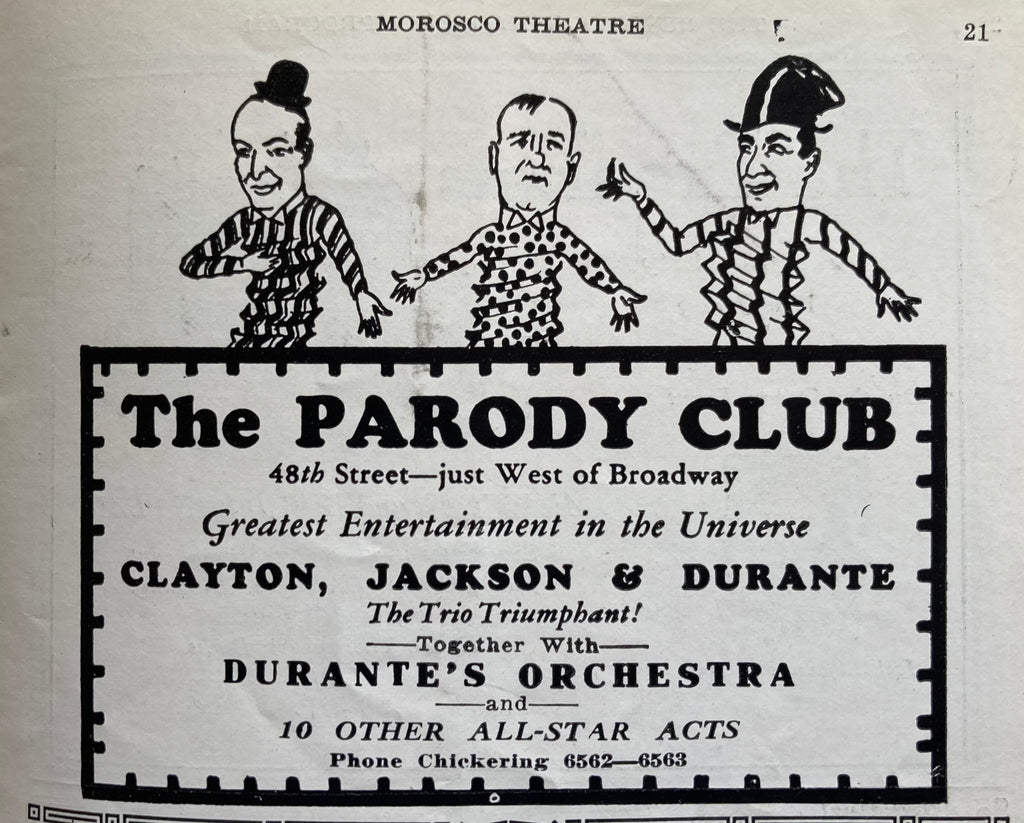 MOROSCO THEATRE 21
The PARODY CLUB
48th Street—just West of Broadway
Greatest Entertainment in the Universe
CLAYTON, JACKSON & DURANTE
The Trio Triumphant!
—Together With—
DURANTE'S ORCHESTRA
—and—
10 OTHER ALL-STAR ACTS
Phone Chickering 6562—6563